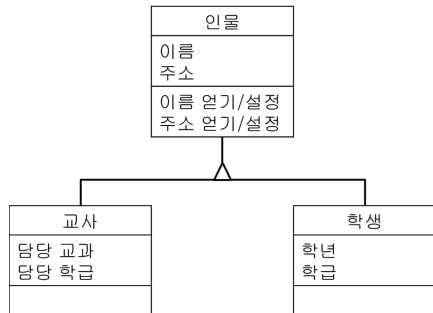 인물
이름
주소
이름 얻기/설정
주소 얻기/설정
교사
담당 교과
담당 학급
학생
학년
학급